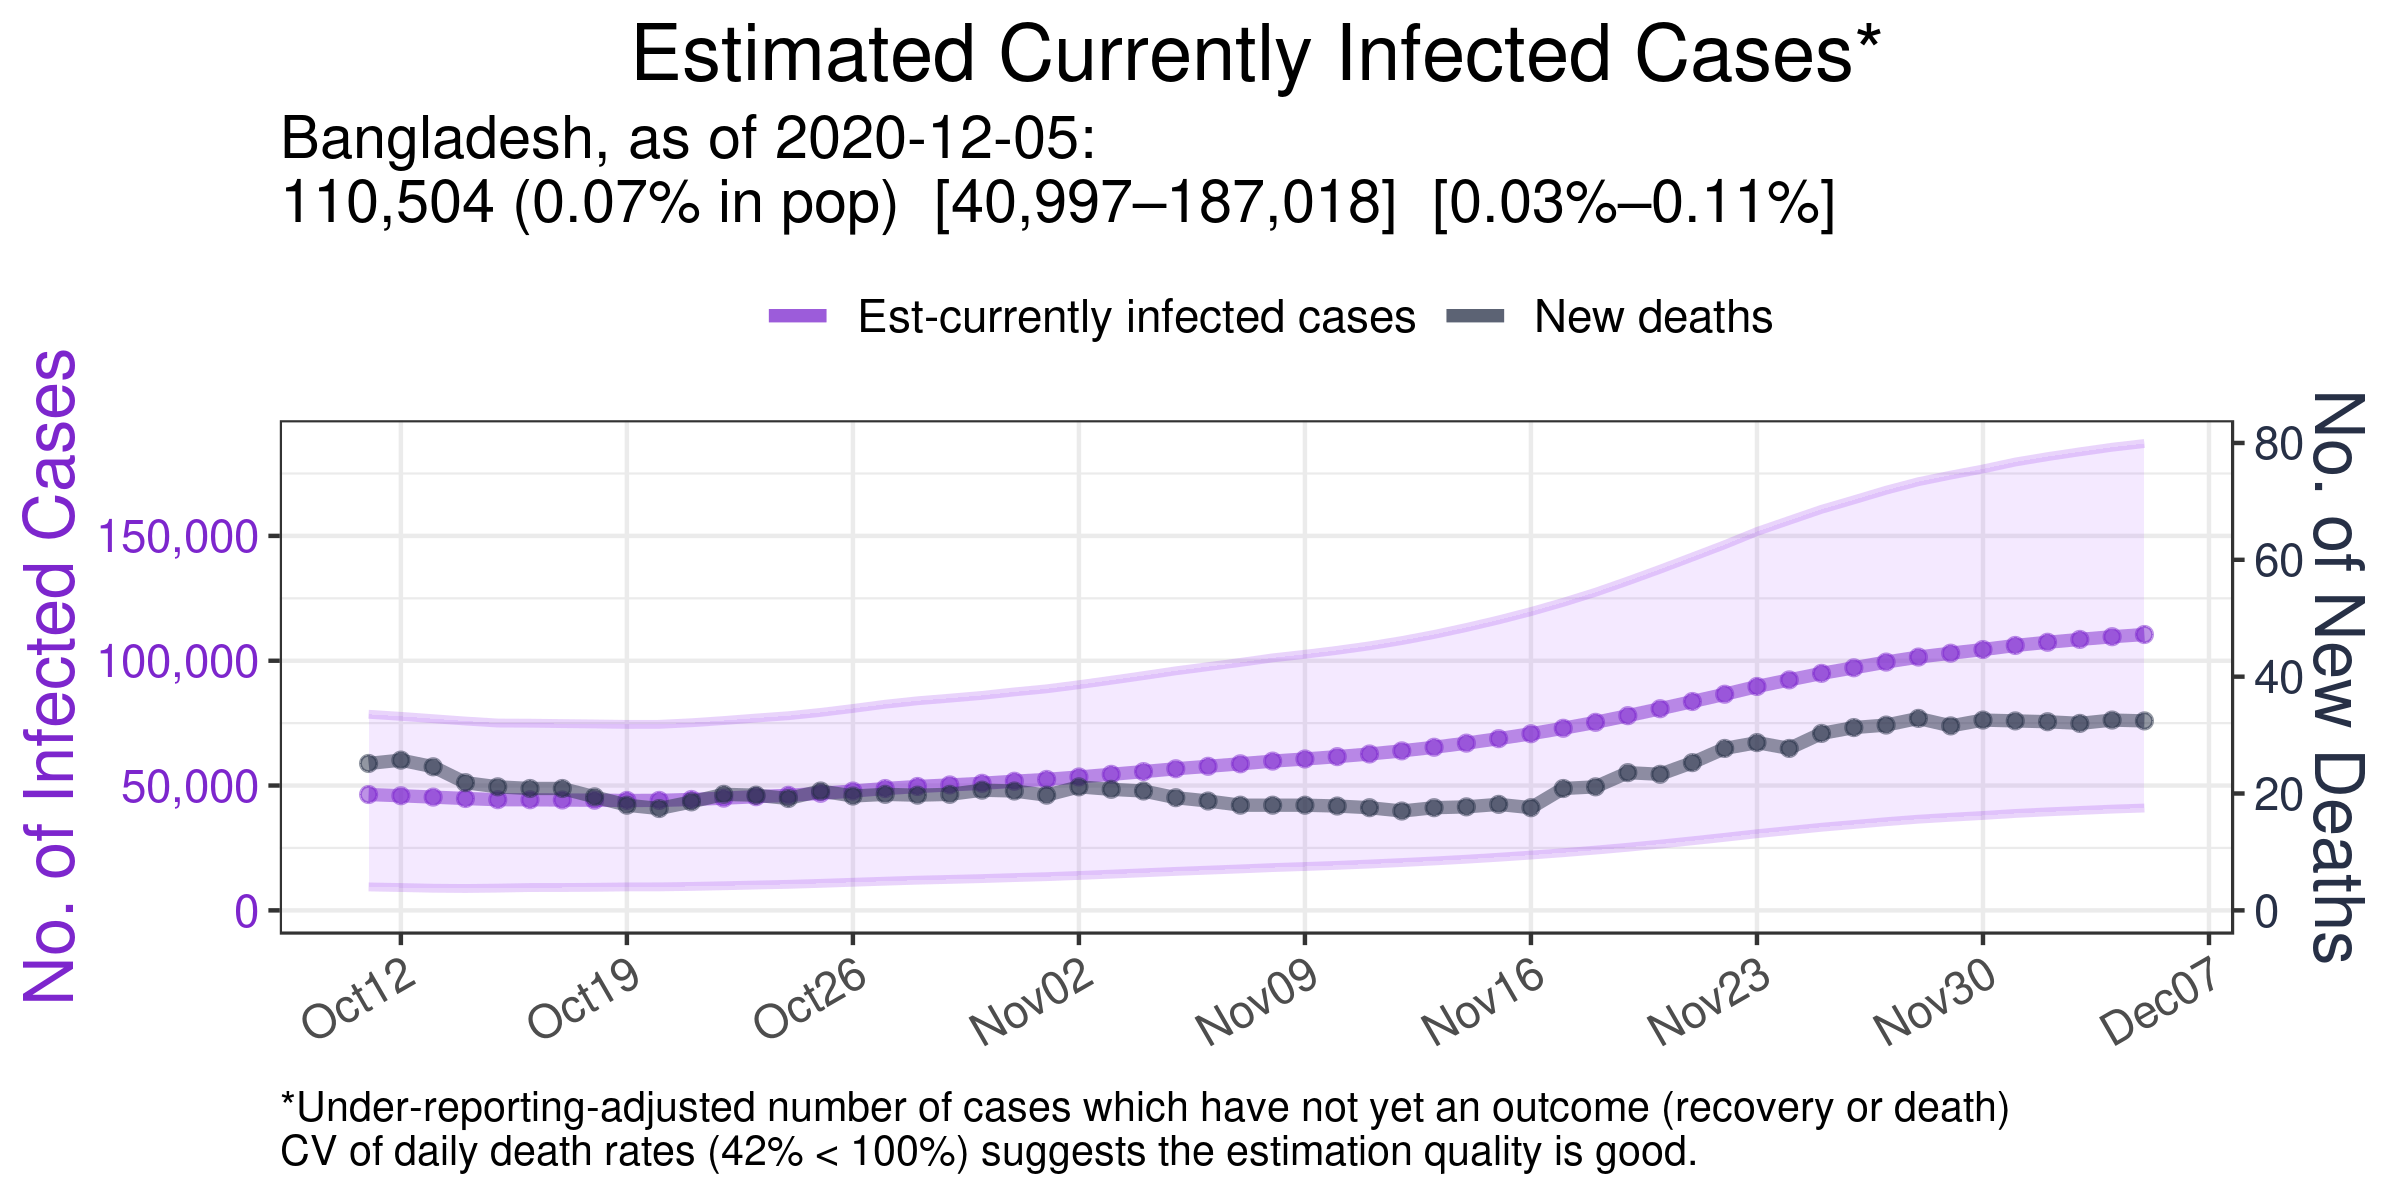 Estimated Currently Infected Cases*
Bangladesh, as of 2020-12-05:
110,504 (0.07% in pop)  [40,997–187,018]  [0.03%–0.11%]
Est-currently infected cases
New deaths
No. of Infected Cases
150,000
100,000
50,000
0
80
60
40
20
0
No. of New Deaths
Oct12
Oct19
Oct26
Nov02
Nov09
Nov16
Nov23
Nov30
Dec07
*Under-reporting-adjusted number of cases which have not yet an outcome (recovery or death)
CV of daily death rates (42% < 100%) suggests the estimation quality is good.